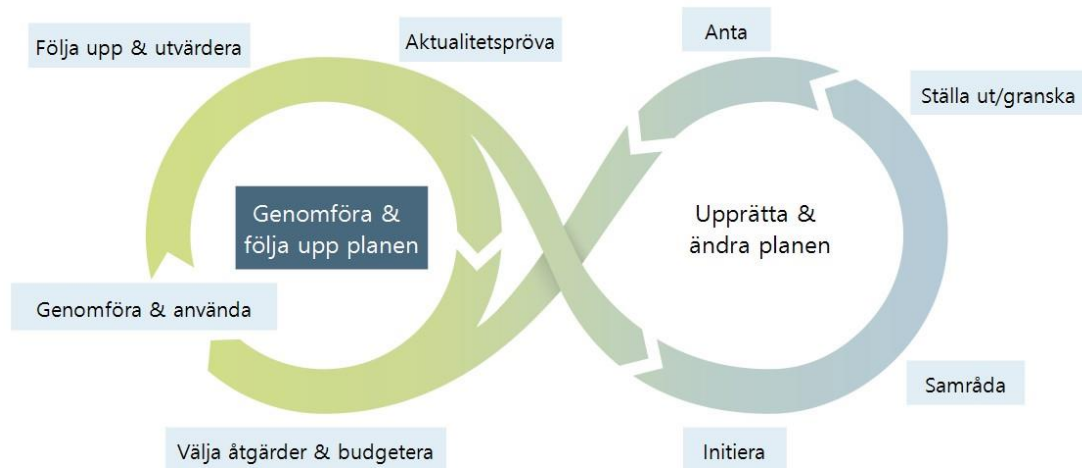 Följa upp & utvärdera
Aktualitetspröva
Anta
Ställa ut/granska
Genomföra &
följa upp planen
Upprätta &
ändra planen
Genomföra & använda
Samråda
Välja åtgärder & budgetera
Initiera